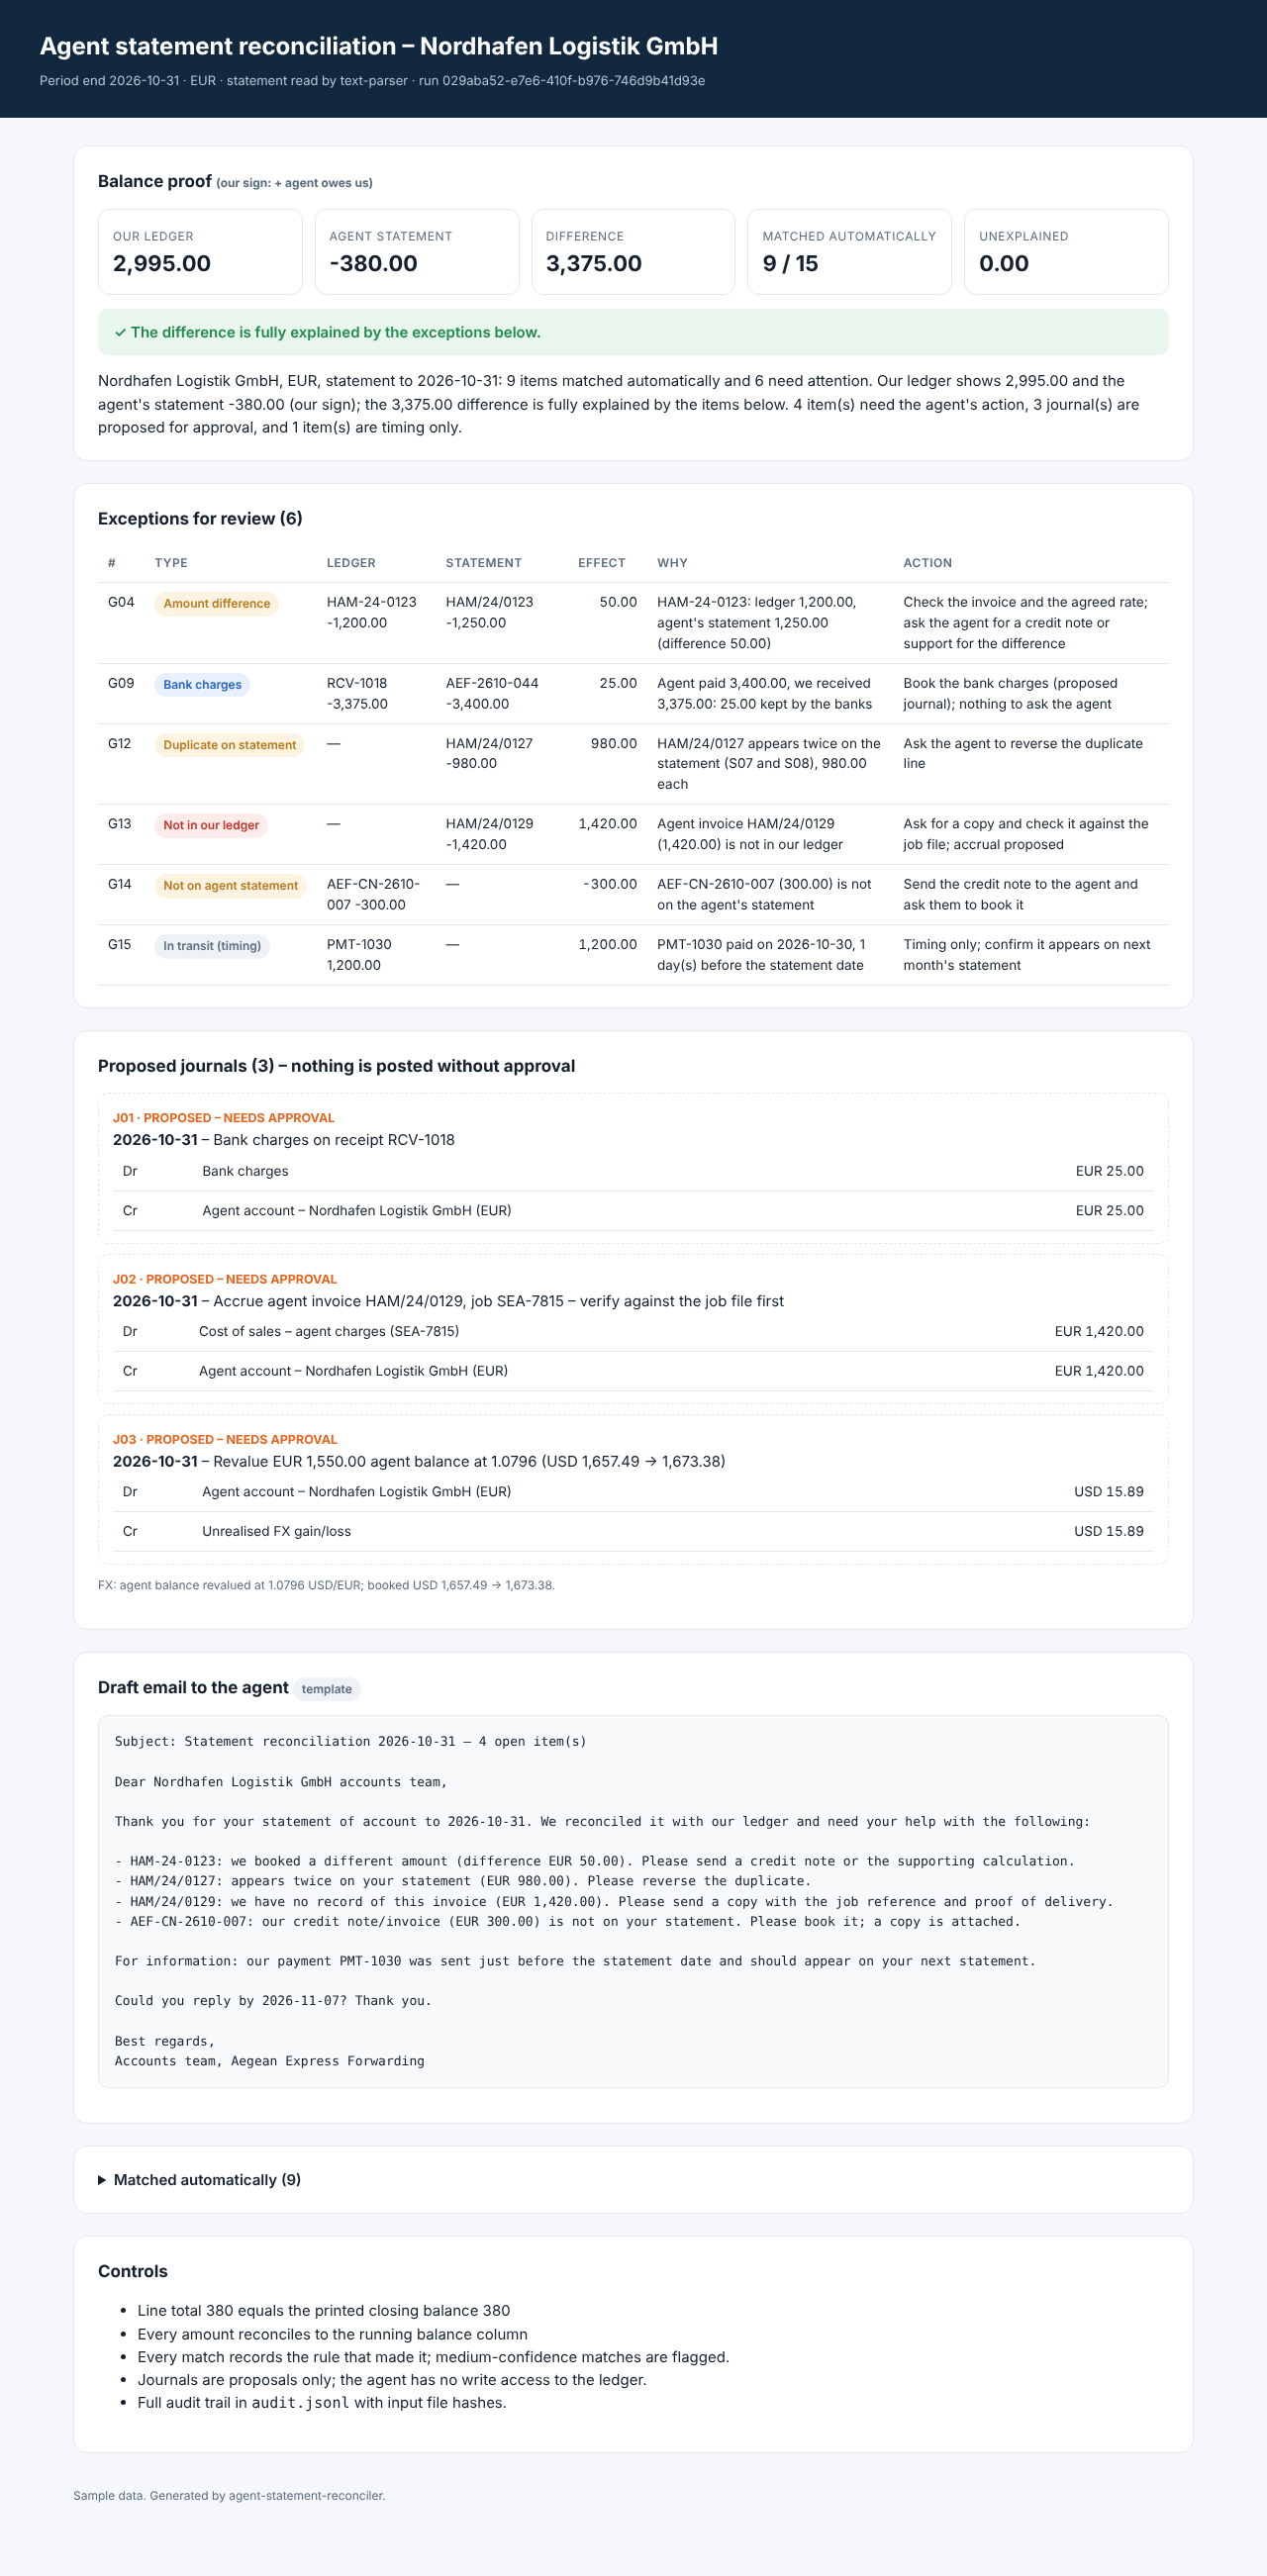 Agent statement reconciliation – Nordhafen Logistik GmbH
Period end 2026-10-31 · EUR · statement read by text-parser · run 029aba52-e7e6-410f-b976-746d9b41d93e
Balance proof (our sign: + agent owes us)
OUR LEDGER
2,995.00
AGENT STATEMENT
-380.00
DIFFERENCE
3,375.00
MATCHED AUTOMATICALLY
9 / 15
UNEXPLAINED
0.00
✓ The difference is fully explained by the exceptions below.
Nordhafen Logistik GmbH, EUR, statement to 2026-10-31: 9 items matched automatically and 6 need attention. Our ledger shows 2,995.00 and the
agent's statement -380.00 (our sign); the 3,375.00 difference is fully explained by the items below. 4 item(s) need the agent's action, 3 journal(s) are
proposed for approval, and 1 item(s) are timing only.
Exceptions for review (6)
# TYPE LEDGER STATEMENT EFFECT WHY ACTION
G04 Amount difference HAM-24-0123 HAM/24/0123 50.00 HAM-24-0123: ledger 1,200.00, Check the invoice and the agreed rate;
-1,200.00 -1,250.00 agent's statement 1,250.00 ask the agent for a credit note or
(difference 50.00) support for the difference
G09 Bank charges RCV-1018 AEF-2610-044 25.00 Agent paid 3,400.00, we received Book the bank charges (proposed
-3,375.00 -3,400.00 3,375.00: 25.00 kept by the banks journal); nothing to ask the agent
G12 Duplicate on statement — HAM/24/0127 980.00 HAM/24/0127 appears twice on the Ask the agent to reverse the duplicate
-980.00 statement (S07 and S08), 980.00 line
each
G13 Not in our ledger — HAM/24/0129 1,420.00 Agent invoice HAM/24/0129 Ask for a copy and check it against the
-1,420.00 (1,420.00) is not in our ledger job file; accrual proposed
G14 Not on agent statement AEF-CN-2610- — -300.00 AEF-CN-2610-007 (300.00) is not Send the credit note to the agent and
007 -300.00 on the agent's statement ask them to book it
G15 In transit (timing) PMT-1030 — 1,200.00 PMT-1030 paid on 2026-10-30, 1 Timing only; confirm it appears on next
1,200.00 day(s) before the statement date month's statement
Proposed journals (3) – nothing is posted without approval
J01 · PROPOSED – NEEDS APPROVAL
2026-10-31 – Bank charges on receipt RCV-1018
Dr Bank charges EUR 25.00
Cr Agent account – Nordhafen Logistik GmbH (EUR) EUR 25.00
J02 · PROPOSED – NEEDS APPROVAL
2026-10-31 – Accrue agent invoice HAM/24/0129, job SEA-7815 – verify against the job file first
Dr Cost of sales – agent charges (SEA-7815) EUR 1,420.00
Cr Agent account – Nordhafen Logistik GmbH (EUR) EUR 1,420.00
J03 · PROPOSED – NEEDS APPROVAL
2026-10-31 – Revalue EUR 1,550.00 agent balance at 1.0796 (USD 1,657.49 → 1,673.38)
Dr Agent account – Nordhafen Logistik GmbH (EUR) USD 15.89
Cr Unrealised FX gain/loss USD 15.89
FX: agent balance revalued at 1.0796 USD/EUR; booked USD 1,657.49 → 1,673.38.
Draft email to the agent template
Subject: Statement reconciliation 2026-10-31 — 4 open item(s)
Dear Nordhafen Logistik GmbH accounts team,
Thank you for your statement of account to 2026-10-31. We reconciled it with our ledger and need your help with the following:
- HAM-24-0123: we booked a different amount (difference EUR 50.00). Please send a credit note or the supporting calculation.
- HAM/24/0127: appears twice on your statement (EUR 980.00). Please reverse the duplicate.
- HAM/24/0129: we have no record of this invoice (EUR 1,420.00). Please send a copy with the job reference and proof of delivery.
- AEF-CN-2610-007: our credit note/invoice (EUR 300.00) is not on your statement. Please book it; a copy is attached.
For information: our payment PMT-1030 was sent just before the statement date and should appear on your next statement.
Could you reply by 2026-11-07? Thank you.
Best regards,
Accounts team, Aegean Express Forwarding
▶ Matched automatically (9)
Controls
• Line total 380 equals the printed closing balance 380
• Every amount reconciles to the running balance column
• Every match records the rule that made it; medium-confidence matches are flagged.
• Journals are proposals only; the agent has no write access to the ledger.
• Full audit trail in audit.jsonl with input file hashes.
Sample data. Generated by agent-statement-reconciler.